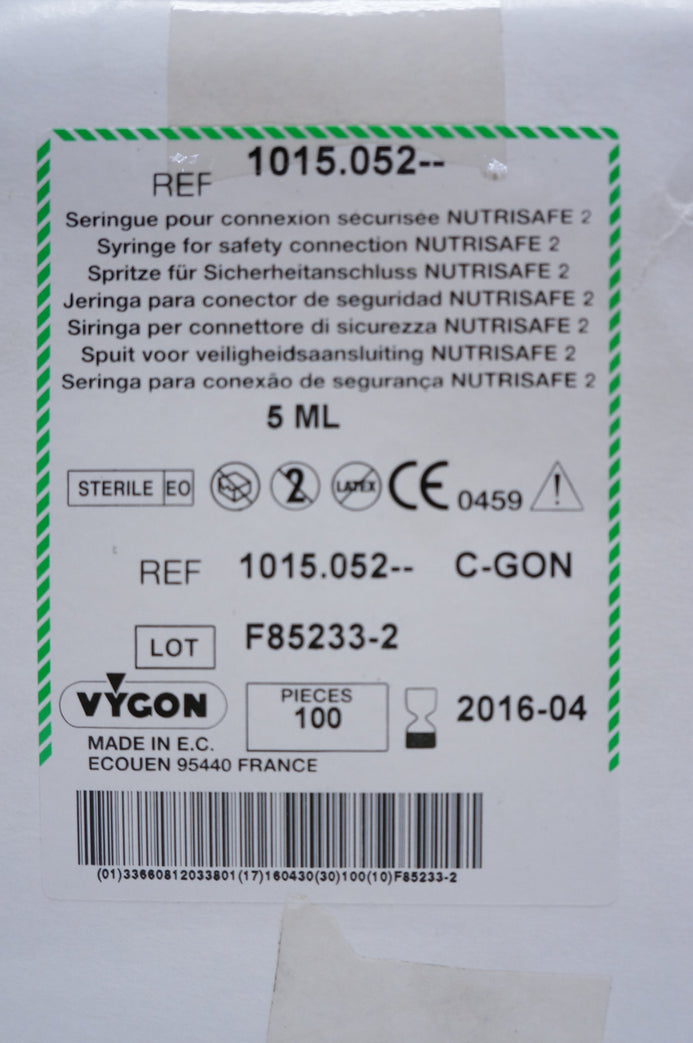 REF 1015.052--
Seringue pour connexion sécurisée NUTRISAFE 2
Syringe for safety connection NUTRISAFE 2
Spritze für Sicherheitanschluss NUTRISAFE 2
Jeringa para conector de seguridad NUTRISAFE 2
Siringa per connettore di sicurezza NUTRISAFE 2
Spuit voor veiligheidsaansluiting NUTRISAFE 2
Seringa para conexão de segurança NUTRISAFE 2
5 ML
STERILE EO 2 LATEX CE 0459 !
REF 1015.052-- C-GON
LOT F85233-2
VYGON PIECES 100 2016-04
MADE IN E.C.
ECOUEN 95440 FRANCE
(01)33660812033801(17)160430(30)100(10)F85233-2